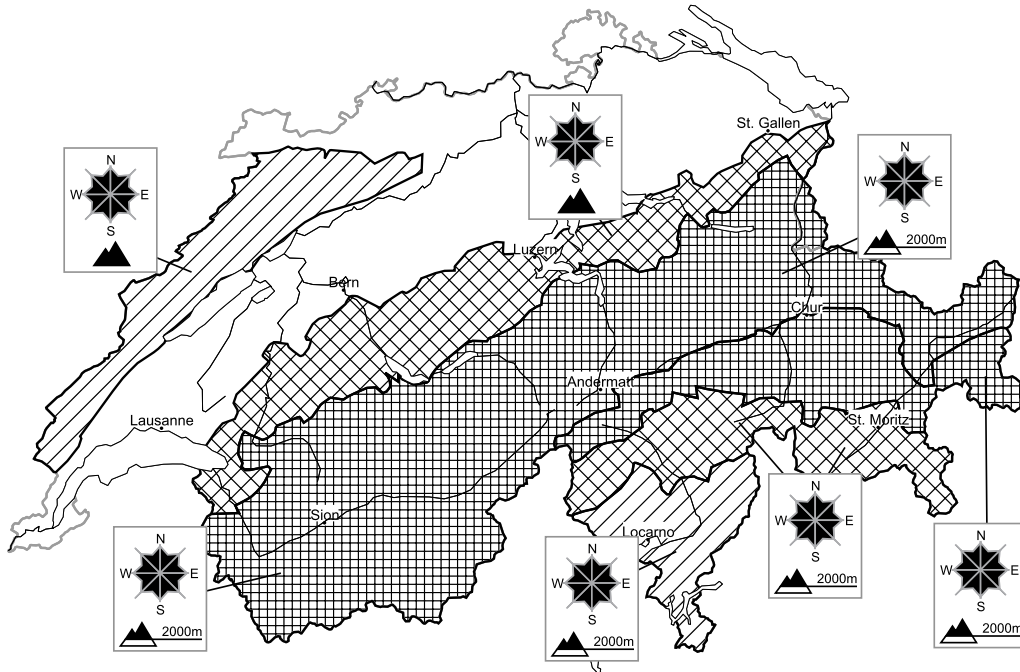 St. Gallen
N
W E
S
N
W E
S
N
W E
S
2000m
Luzern
Bern
Chur
Andermatt
Lausanne
St. Moritz
Sion
Locarno
N
W E
S
2000m
N
W E
S
2000m
N
W E
S
2000m
N
W E
S
2000m